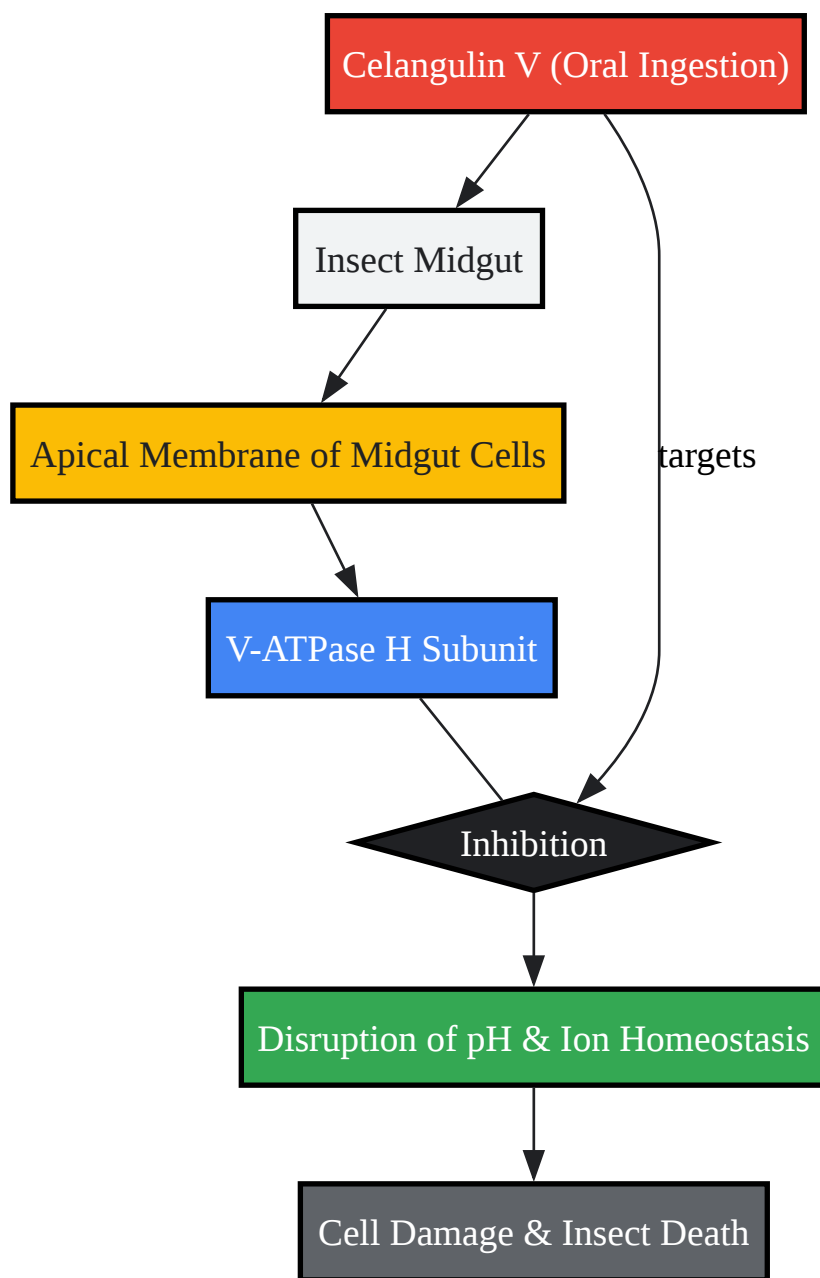 Celangulin V (Oral Ingestion)
Insect Midgut
Apical Membrane of Midgut Cells
targets
V-ATPase H Subunit
Inhibition
Disruption of pH & Ion Homeostasis
Cell Damage & Insect Death